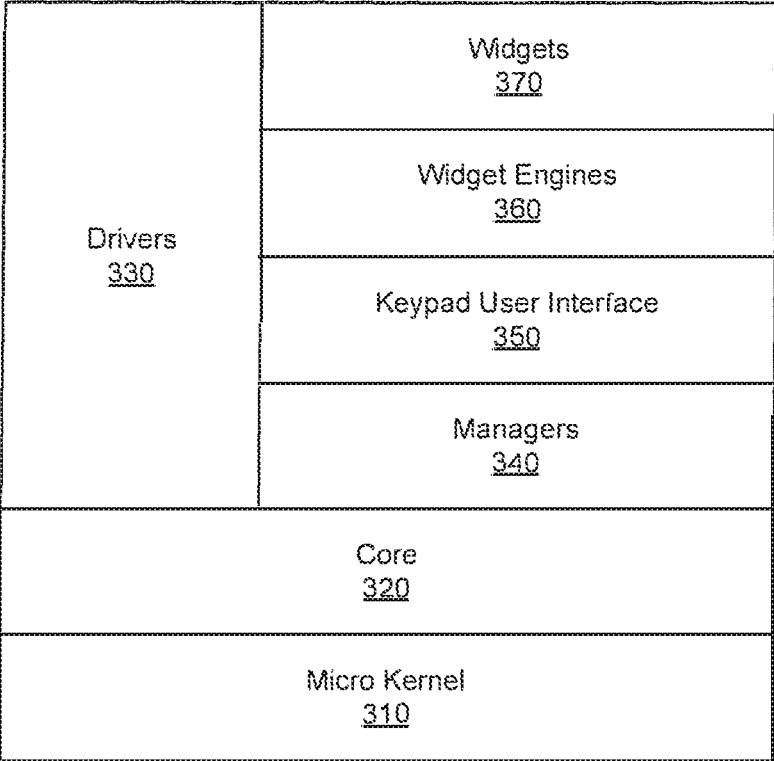 Widgets
370
Widget Engines
360
Drivers
330
Keypad User Interface
350
Managers
340
Core
320
Micro Kernel
310